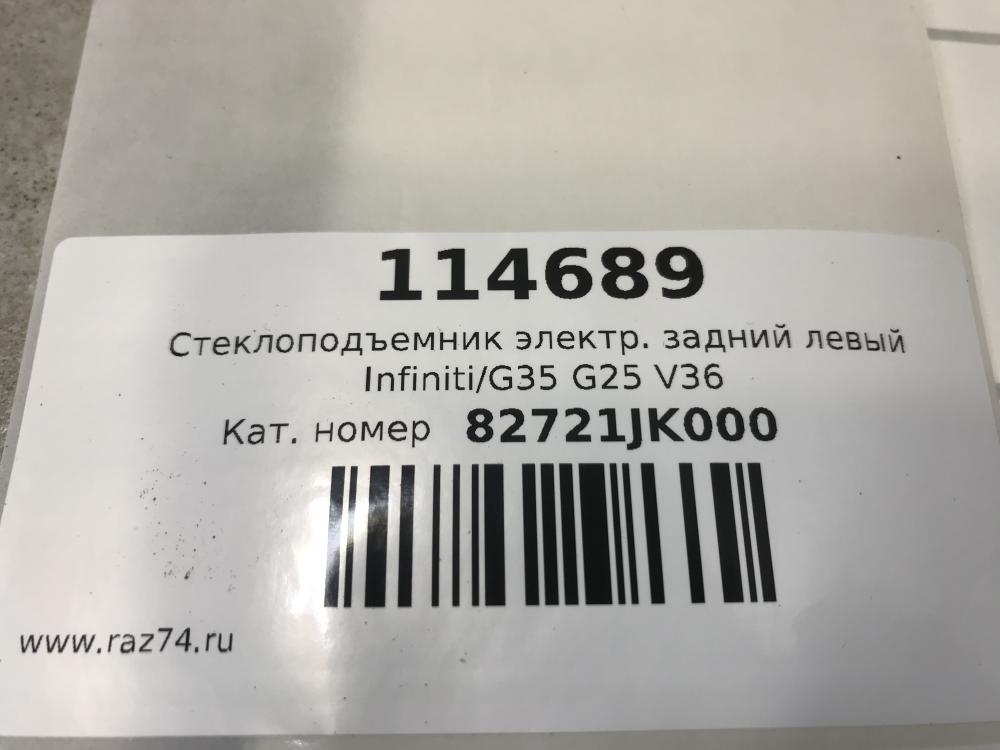 114689
Стеклоподъемник электр. задний левый
Infiniti/G35 G25 V36
Кат. номер 82721JK000
www.raz74.ru